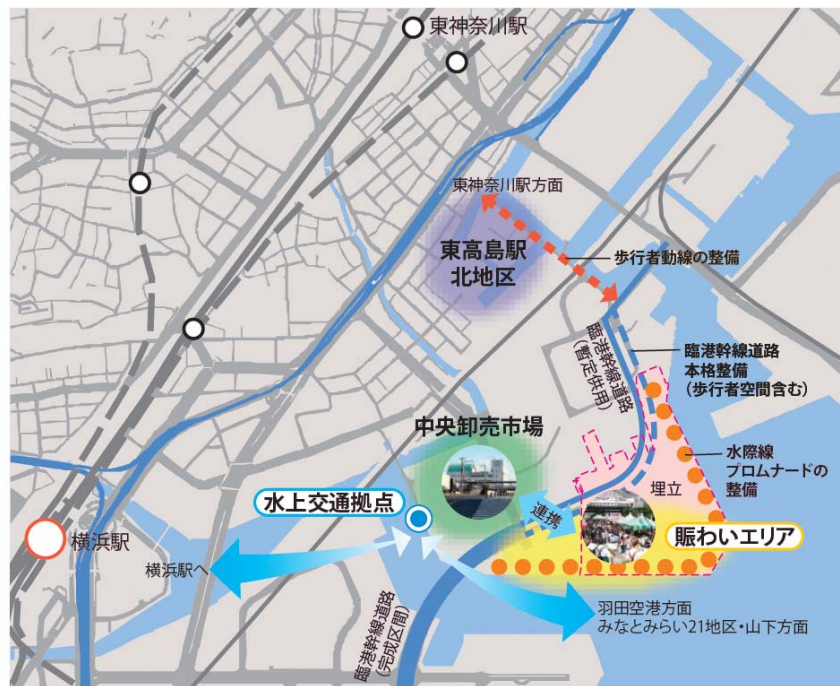 東神奈川駅
東神奈川駅方面
東高島駅
北地区
歩行者動線の整備
臨港幹線道路
(暫定併用)
臨港幹線道路
本格整備
(歩行者空間含む)
中央卸売市場
水際線
プロムナードの
整備
埋立
水上交通拠点
連携
賑わいエリア
横浜駅
横浜駅へ
臨港幹線道路
(完成区間)
羽田空港方面
みなとみらい21地区・山下方面